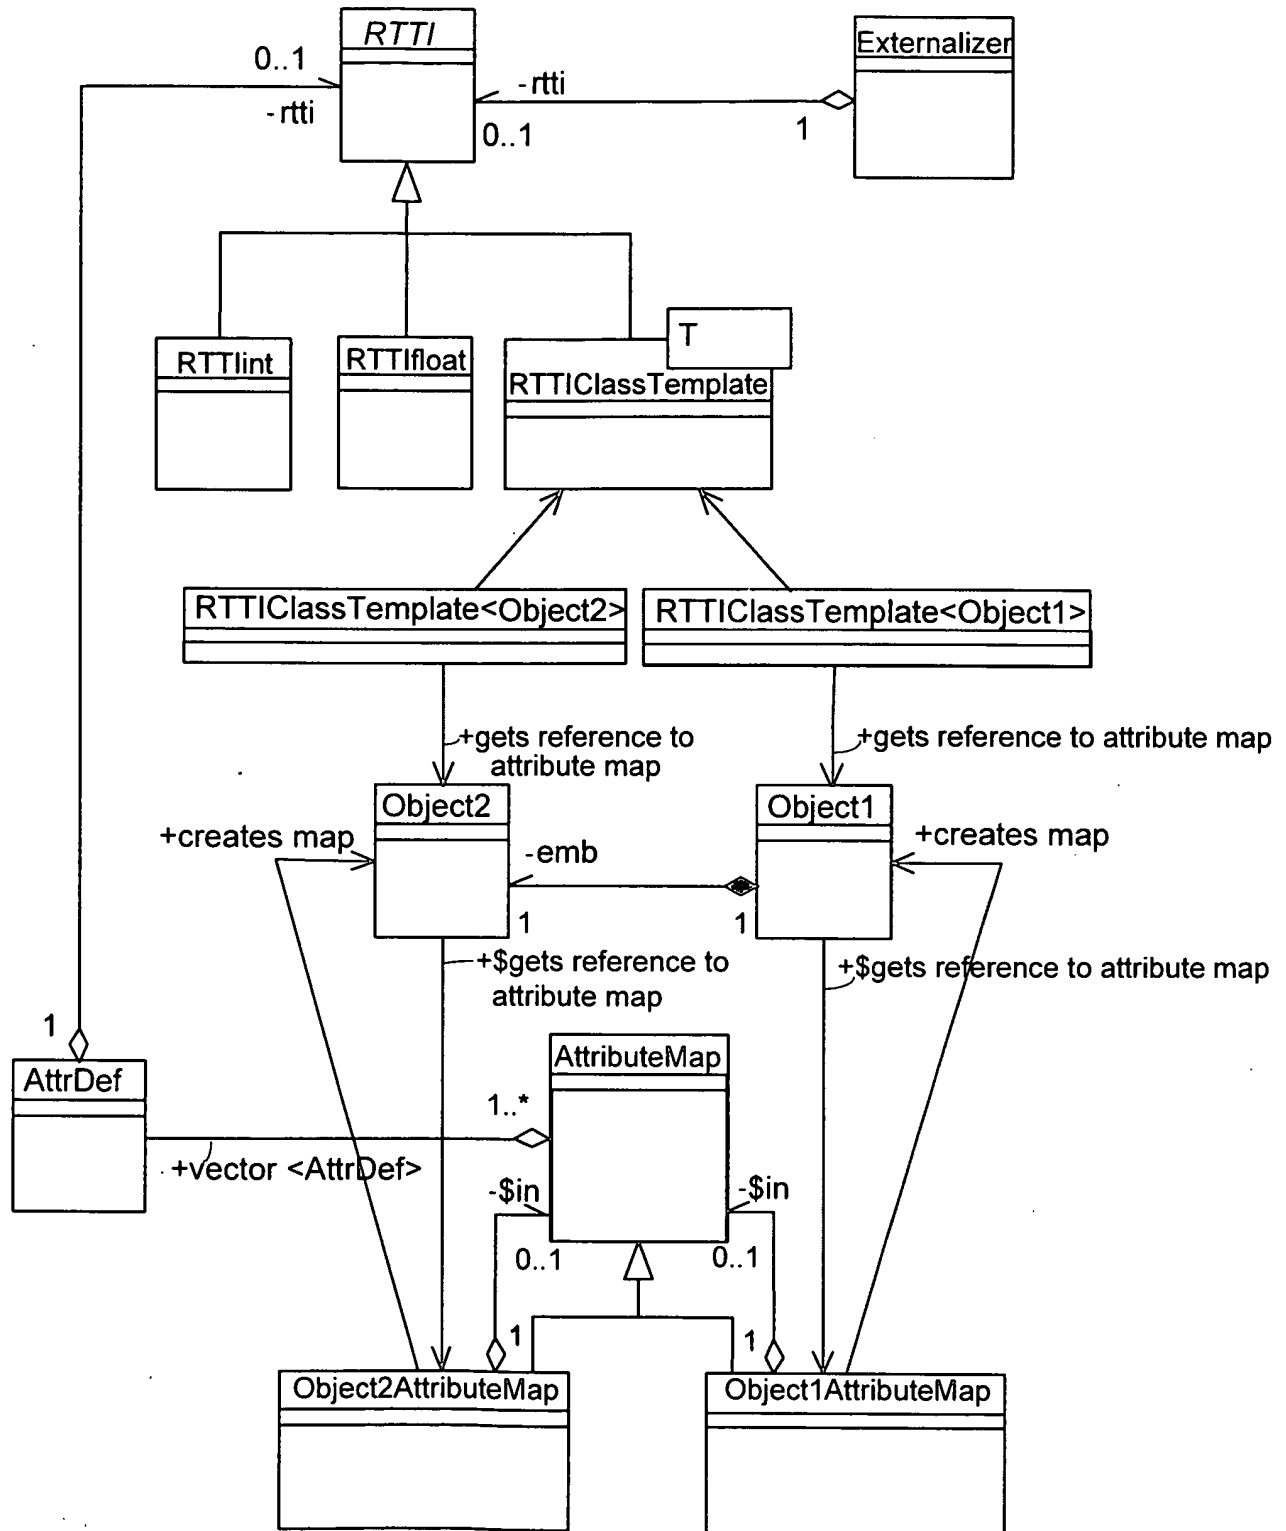 RTTI
Externalizer
0..1
-rtti
-rtti
0..1
1
T
RTTIint
RTTIfloat
RTTIClassTemplate
RTTIClassTemplate<Object2>
RTTIClassTemplate<Object1>
+gets reference to
attribute map
+gets reference to attribute map
Object2
Object1
+creates map
+creates map
-emb
1
1
+$gets reference to
attribute map
+$gets reference to attribute map
1
AttrDef
AttributeMap
1..*
+vector <AttrDef>
-$in
-$in
0..1
0..1
1
1
Object2AttributeMap
Object1AttributeMap